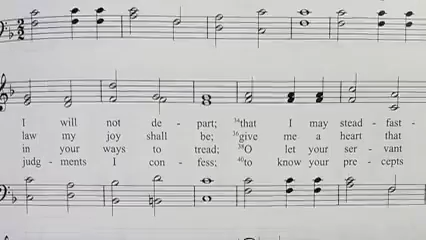 I will not de - part; 34that I may stead - fast -
law my joy shall be; 36give me a heart that
in your ways to tread; 38O let your ser - vant
judg - ments I con - fess; 40to know your pre - cepts